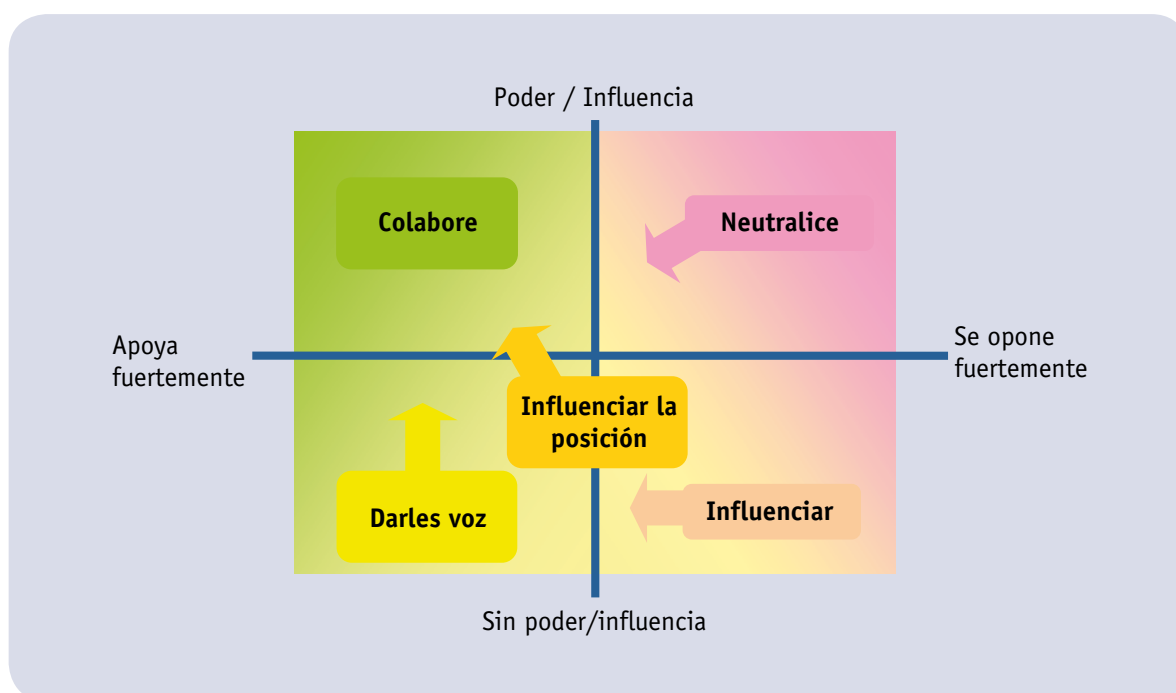 Poder / Influencia
Colabore
Neutralice
Apoya
fuertemente
Se opone
fuertemente
Influenciar la
posición
Darles voz
Influenciar
Sin poder/influencia